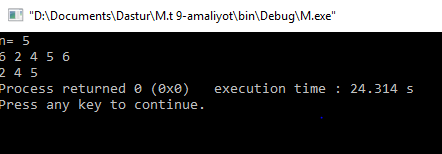 "D:\Documents\Dastur\M.t 9-amaliyot\bin\Debug\M.exe"
n= 5
6 2 4 5 6
2 4 5
Process returned 0 (0x0)   execution time : 24.314 s
Press any key to continue.